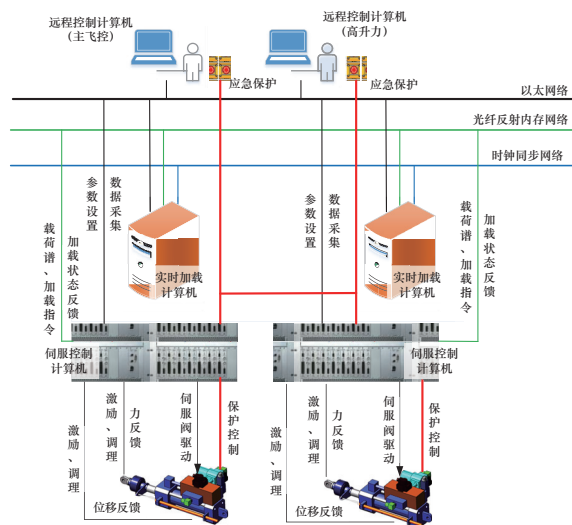 远程控制计算机
（主飞控）
远程控制计算机
（高升力）
应急保护
应急保护
以太网络
光纤反射内存网络
时钟同步网络
参数设置
数据采集
参数设置
数据采集
载荷谱、加载指令
加载状态反馈
载荷谱、加载指令
加载状态反馈
实时加载
计算机
实时加载
计算机
伺服控制
计算机
伺服控制
计算机
激励、调理
激励、调理
力反馈
伺服阀驱动
保护控制
激励、调理
激励、调理
力反馈
伺服阀驱动
保护控制
位移反馈
位移反馈